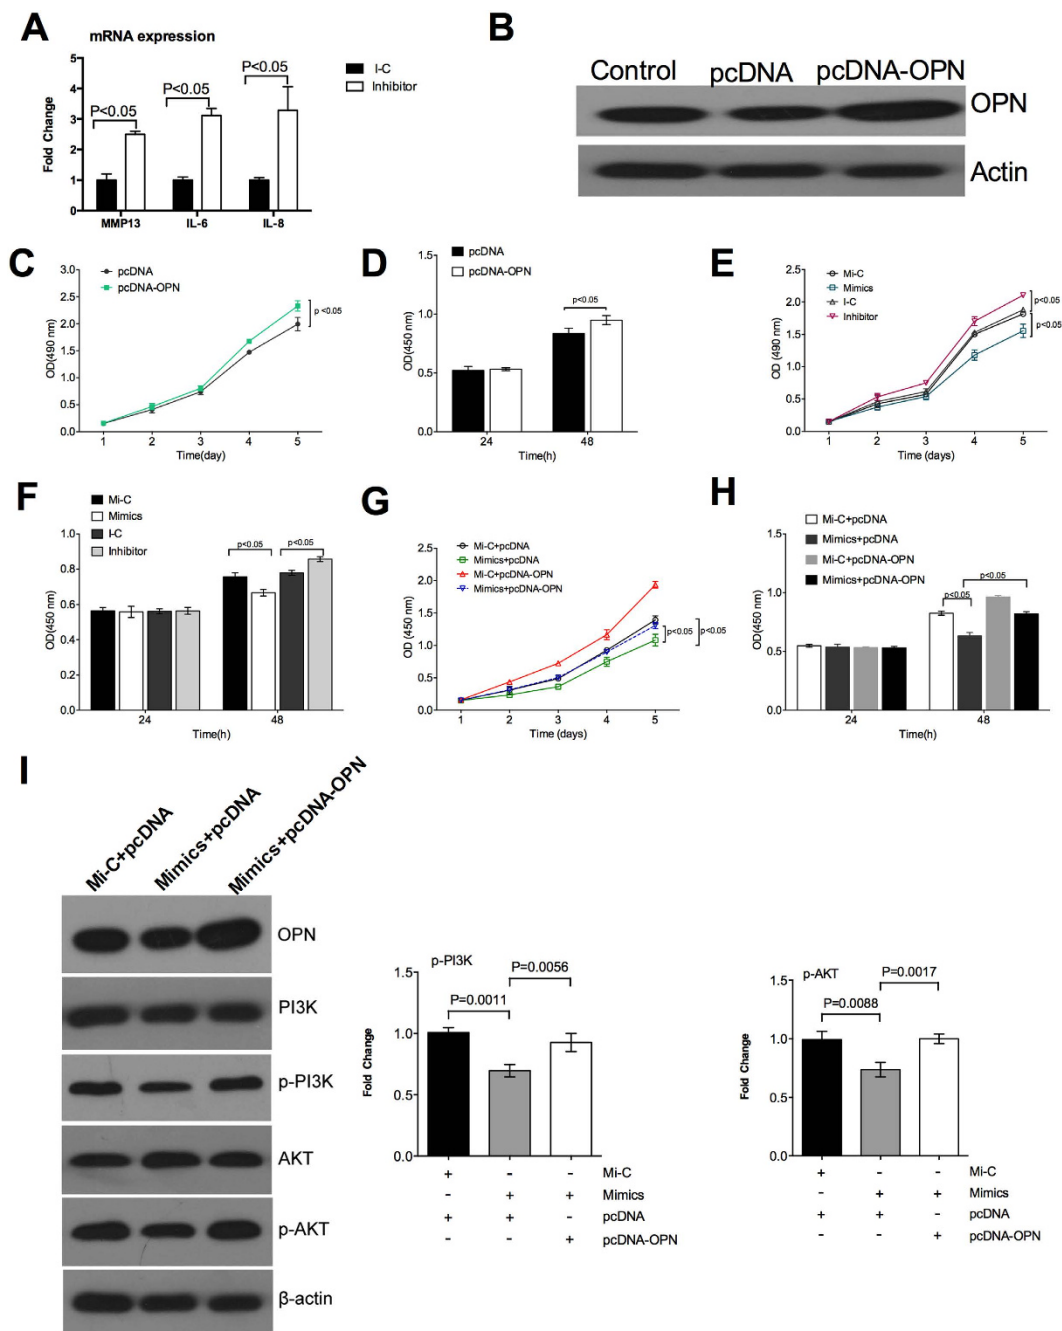 A
mRNA expression
Fold Change
5
4
3
2
1
0
P<0.05
P<0.05
P<0.05
I-C
Inhibitor
MMP13 IL-6 IL-8
B
Control pcDNA pcDNA-OPN
OPN
Actin
C
OD(490 nm)
3.0
2.5
2.0
1.5
1.0
0.5
0.0
pcDNA
pcDNA-OPN
p <0.05
1 2 3 4 5
Time(day)
D
OD(450 nm)
1.5
1.0
0.5
0.0
pcDNA
pcDNA-OPN
p<0.05
24 48
Time(h)
E
OD (490 nm)
2.5
2.0
1.5
1.0
0.5
0.0
Mi-C
Mimics
I-C
Inhibitor
p<0.05
p<0.05
1 2 3 4 5
Time (days)
F
OD(450 nm)
1.0
0.8
0.6
0.4
0.2
0.0
Mi-C
Mimics
I-C
Inhibitor
p<0.05 p<0.05
24 48
Time(h)
G
OD (450 nm)
2.5
2.0
1.5
1.0
0.5
0.0
Mi-C+pcDNA
Mimics+pcDNA
Mi-C+pcDNA-OPN
Mimics+pcDNA-OPN
p<0.05 p<0.05
1 2 3 4 5
Time (days)
H
OD(450 nm)
1.5
1.0
0.5
0.0
Mi-C+pcDNA
Mimics+pcDNA
Mi-C+pcDNA-OPN
Mimics+pcDNA-OPN
p<0.05
p<0.05
24 48
Time(h)
I
Mi-C+pcDNA
Mimics+pcDNA
Mimics+pcDNA-OPN
OPN
PI3K
p-PI3K
AKT
p-AKT
β-actin
p-PI3K
Fold Change
1.5
1.0
0.5
0.0
P=0.0056
P=0.0011
+ - - Mi-C
- + + Mimics
+ + - pcDNA
- - + pcDNA-OPN
p-AKT
Fold Change
1.5
1.0
0.5
0.0
P=0.0017
P=0.0088
+ - - Mi-C
- + + Mimics
+ + - pcDNA
- - + pcDNA-OPN